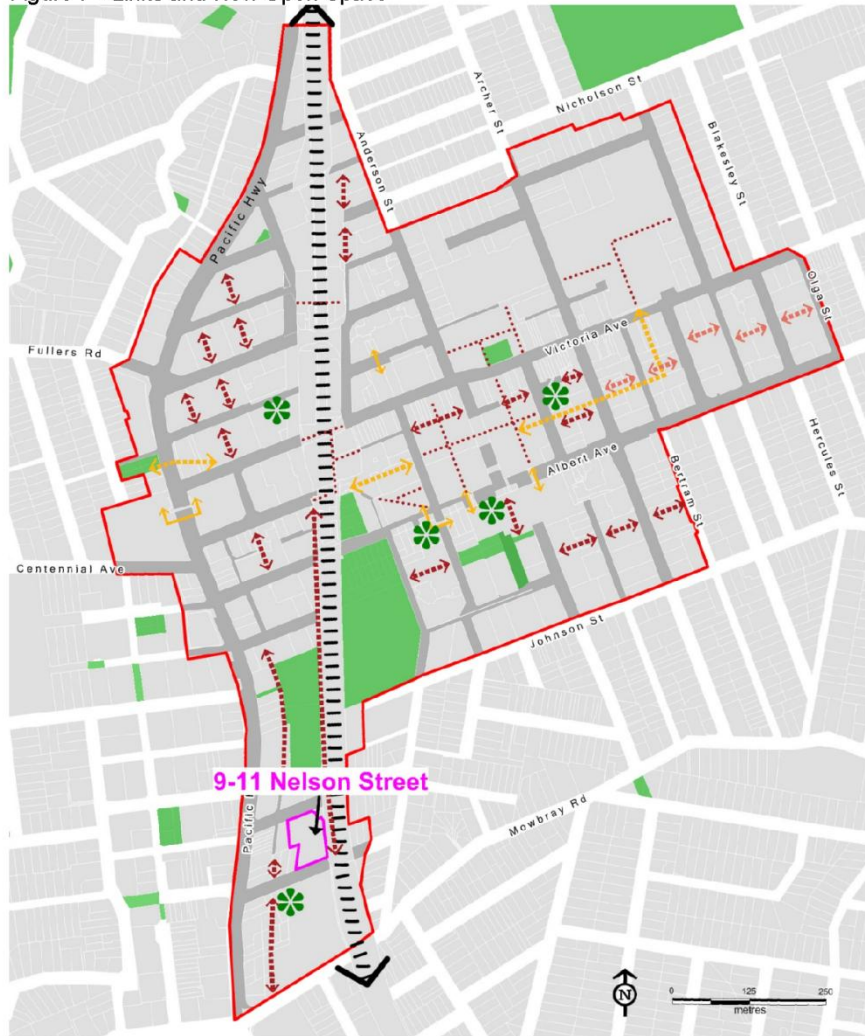 Archer St
Nicholson St
Anderson St
Blakesley St
Pacific Hwy
Olga St
Victoria Ave
Fullers Rd
Albert Ave
Hercules St
Bertram St
Centennial Ave
Johnson St
9-11 Nelson Street
Mowbray Rd
Pacific
N
0 125 250
metres